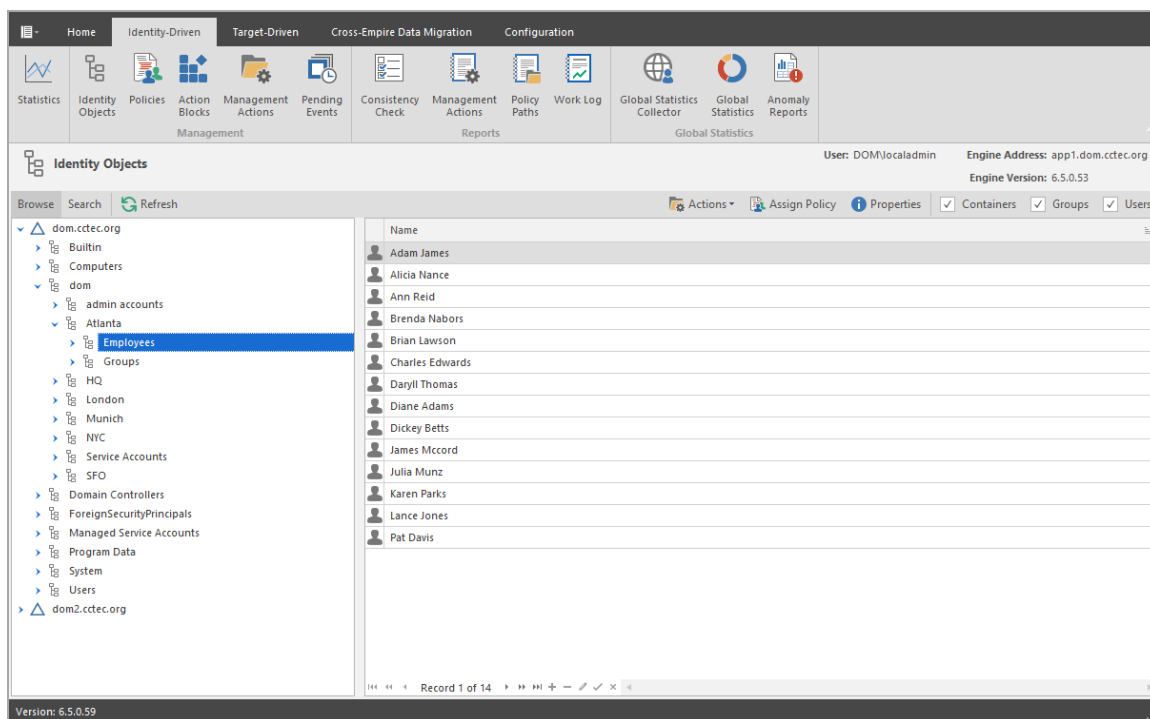 Home Identity-Driven Target-Driven Cross-Empire Data Migration Configuration
Statistics Identity Objects Policies Action Blocks Management Actions Pending Events Consistency Check Management Actions Policy Paths Work Log Global Statistics Collector Global Statistics Anomaly Reports
Management Reports Global Statistics
Identity Objects
User: DOM\localadmin Engine Address: app1.dom.cctec.org
Engine Version: 6.5.0.53
Browse Search Refresh Actions Assign Policy Properties Containers Groups Users
dom.cctec.org
Builtin
Computers
dom
admin accounts
Atlanta
Employees
Groups
HQ
London
Munich
NYC
Service Accounts
SFO
Domain Controllers
ForeignSecurityPrincipals
Managed Service Accounts
Program Data
System
Users
dom2.cctec.org
Name
Adam James
Alicia Nance
Ann Reid
Brenda Nabors
Brian Lawson
Charles Edwards
Daryll Thomas
Diane Adams
Dickey Betts
James Mccord
Julia Munz
Karen Parks
Lance Jones
Pat Davis
Record 1 of 14
Version: 6.5.0.59